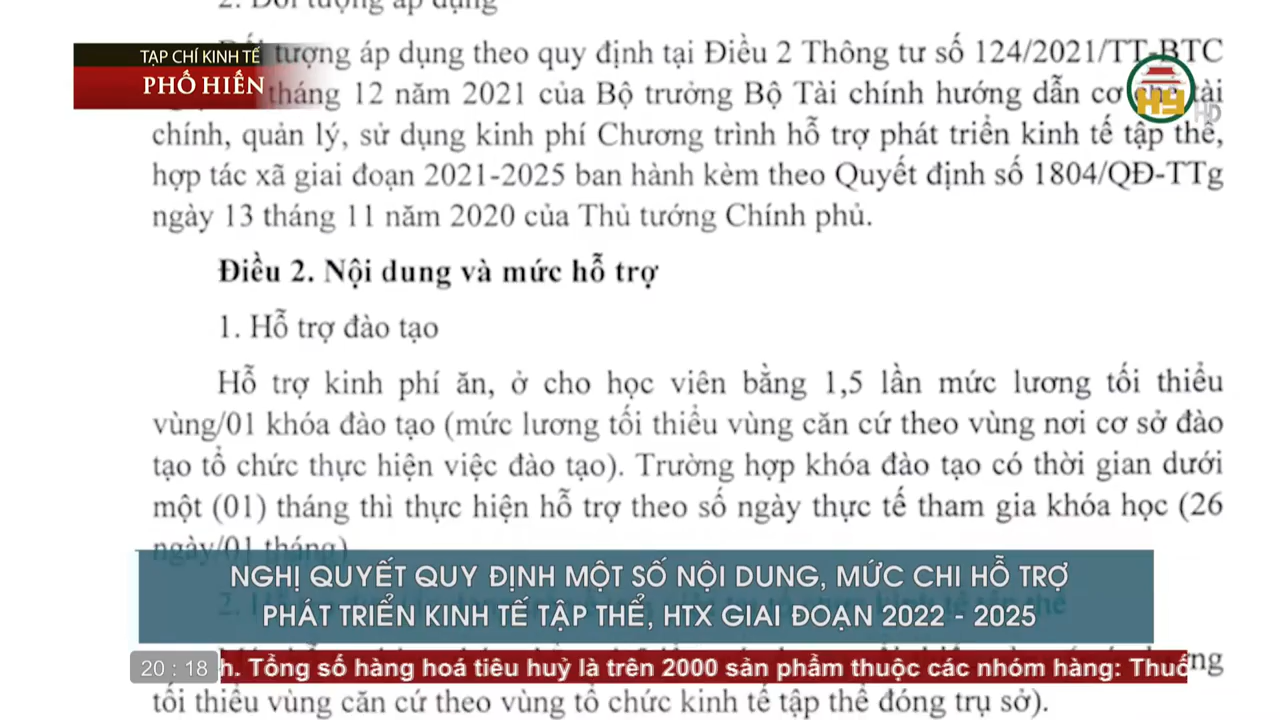 2. Đối tượng áp dụng
TẠP CHÍ KINH TẾ
PHỐ HIẾN
tượng áp dụng theo quy định tại Điều 2 Thông tư số 124/2021/TT-BTC
tháng 12 năm 2021 của Bộ trưởng Bộ Tài chính hướng dẫn cơ chế tài
chính, quản lý, sử dụng kinh phí Chương trình hỗ trợ phát triển kinh tế tập thể,
hợp tác xã giai đoạn 2021-2025 ban hành kèm theo Quyết định số 1804/QĐ-TTg
ngày 13 tháng 11 năm 2020 của Thủ tướng Chính phủ.
HY
HD
Điều 2. Nội dung và mức hỗ trợ
1. Hỗ trợ đào tạo
Hỗ trợ kinh phí ăn, ở cho học viên bằng 1,5 lần mức lương tối thiểu
vùng/01 khóa đào tạo (mức lương tối thiểu vùng căn cứ theo vùng nơi cơ sở đào
tạo tổ chức thực hiện việc đào tạo). Trường hợp khóa đào tạo có thời gian dưới
một (01) tháng thì thực hiện hỗ trợ theo số ngày thực tế tham gia khóa học (26
ngày/01 tháng)
NGHỊ QUYẾT QUY ĐỊNH MỘT SỐ NỘI DUNG, MỨC CHI HỖ TRỢ
PHÁT TRIỂN KINH TẾ TẬP THỂ, HTX GIAI ĐOẠN 2022 - 2025
20 : 18 h. Tổng số hàng hoá tiêu huỷ là trên 2000 sản phẩm thuộc các nhóm hàng: Thuố
tối thiểu vùng căn cứ theo vùng tổ chức kinh tế tập thể đóng trụ sở).